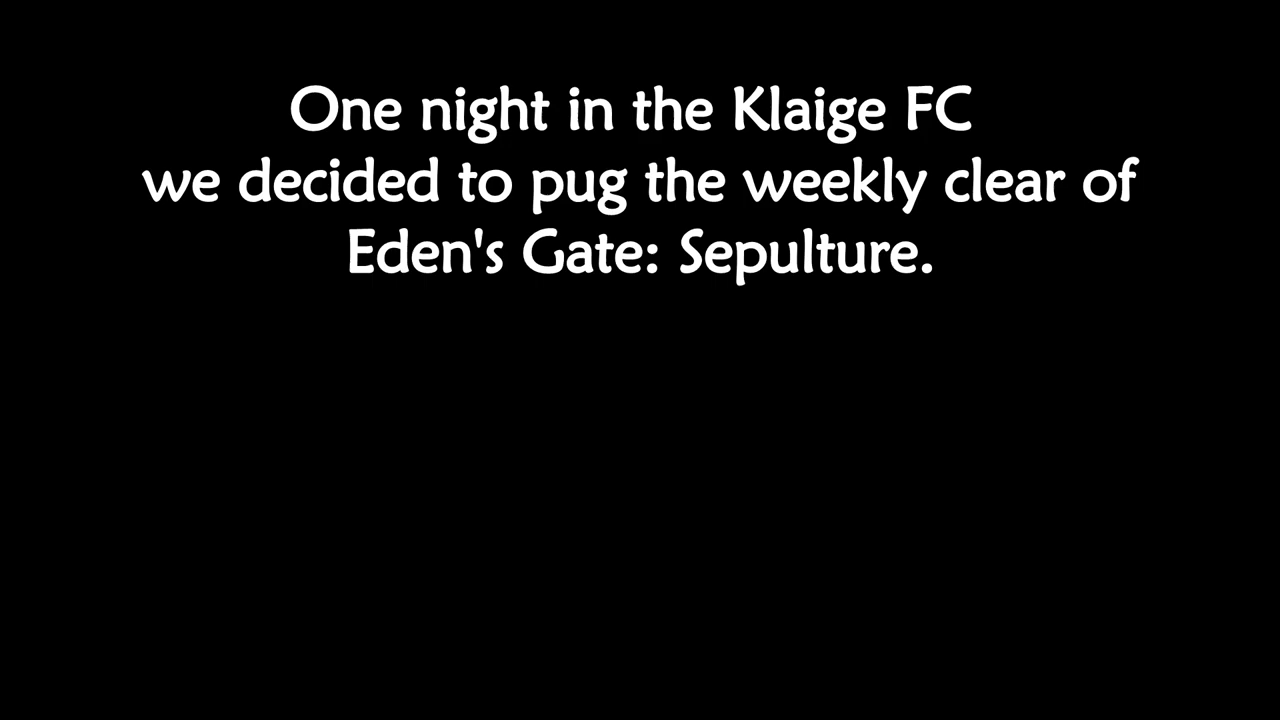 One night in the Klaige FC
we decided to pug the weekly clear of
Eden's Gate: Sepulture.